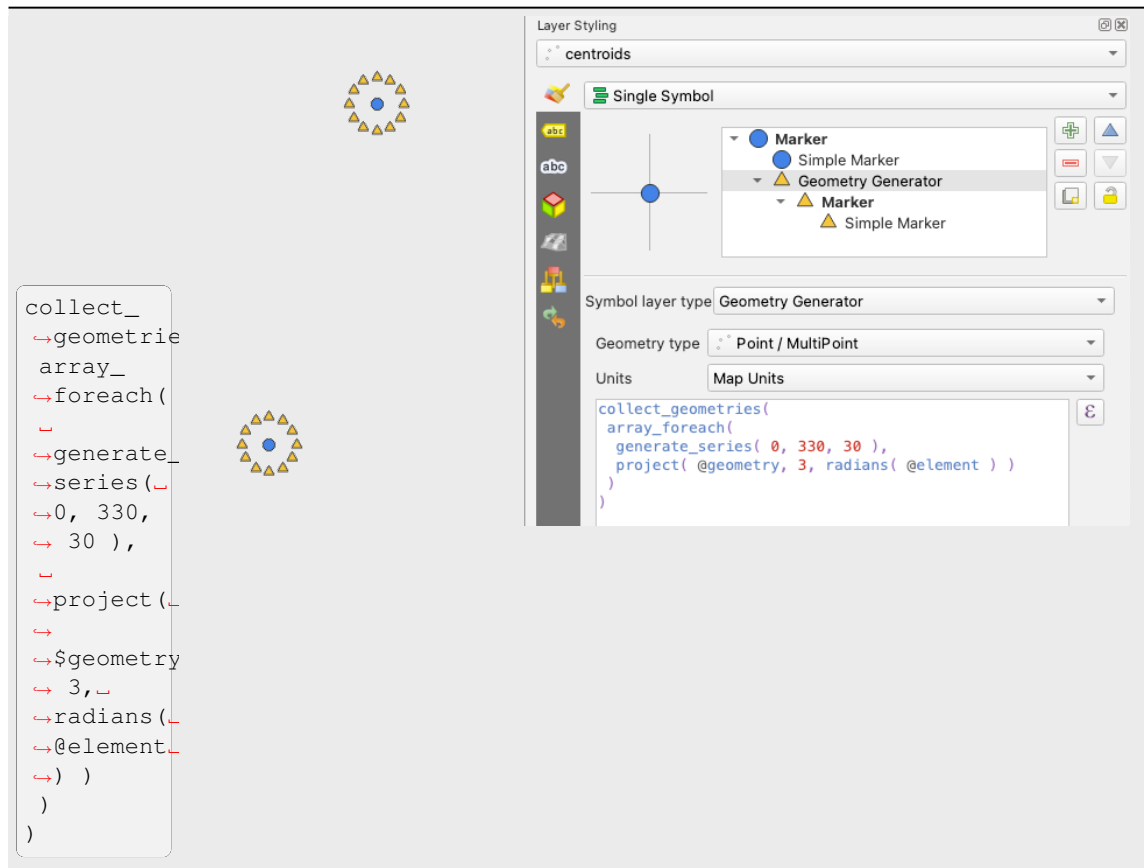 collect_
↪geometrie
array_
↪foreach(
␣
↪generate_
↪series(␣
↪0, 330,
↪ 30 ),
␣
↪project(␣
↪
↪$geometry
↪ 3,␣
↪radians(␣
↪@element␣
↪) )
)
)
Layer Styling
centroids
Single Symbol
abc
abc
Marker
Simple Marker
Geometry Generator
Marker
Simple Marker
Symbol layer type Geometry Generator
Geometry type Point / MultiPoint
Units Map Units
collect_geometries(
array_foreach(
generate_series( 0, 330, 30 ),
project( @geometry, 3, radians( @element ) )
)
)
ε